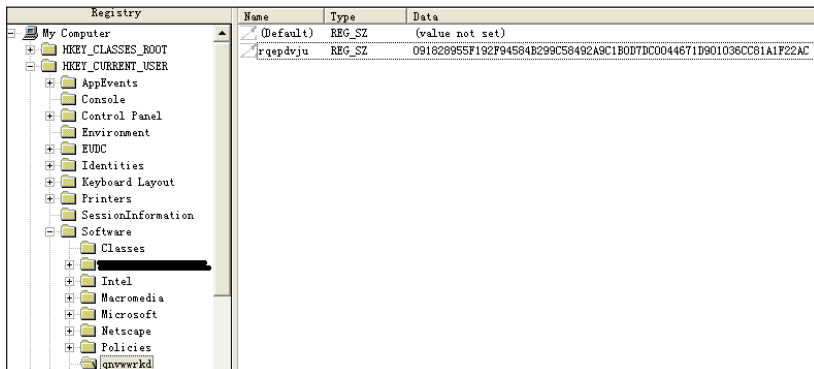 Registry
Name Type Data
My Computer
(Default) REG_SZ (value not set)
HKEY_CLASSES_ROOT
rqepdvju REG_SZ 091828955F192F94584B299C58492A9C1B0D7DC0044671D901036CC81A1F22AC
HKEY_CURRENT_USER
AppEvents
Console
Control Panel
Environment
EUDC
Identities
Keyboard Layout
Printers
SessionInformation
Software
Classes
Intel
Macromedia
Microsoft
Netscape
Policies
qnvwwrkd